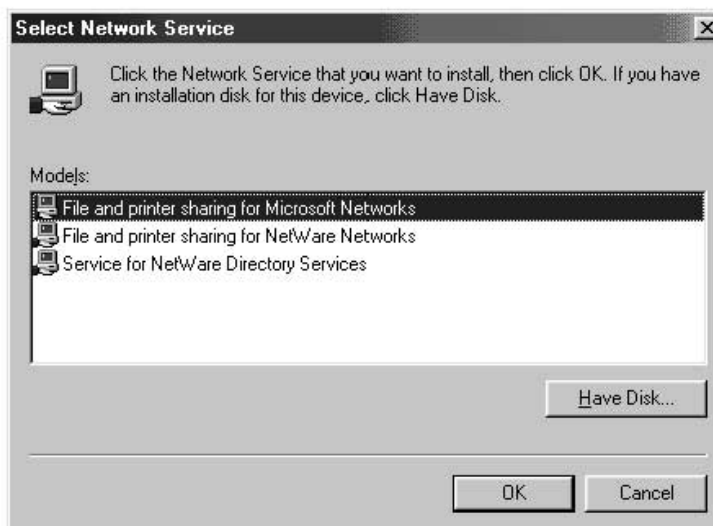 Select Network Service
Click the Network Service that you want to install, then click OK. If you have
an installation disk for this device, click Have Disk.
Models:
File and printer sharing for Microsoft Networks
File and printer sharing for NetWare Networks
Service for NetWare Directory Services
Have Disk...
OK
Cancel